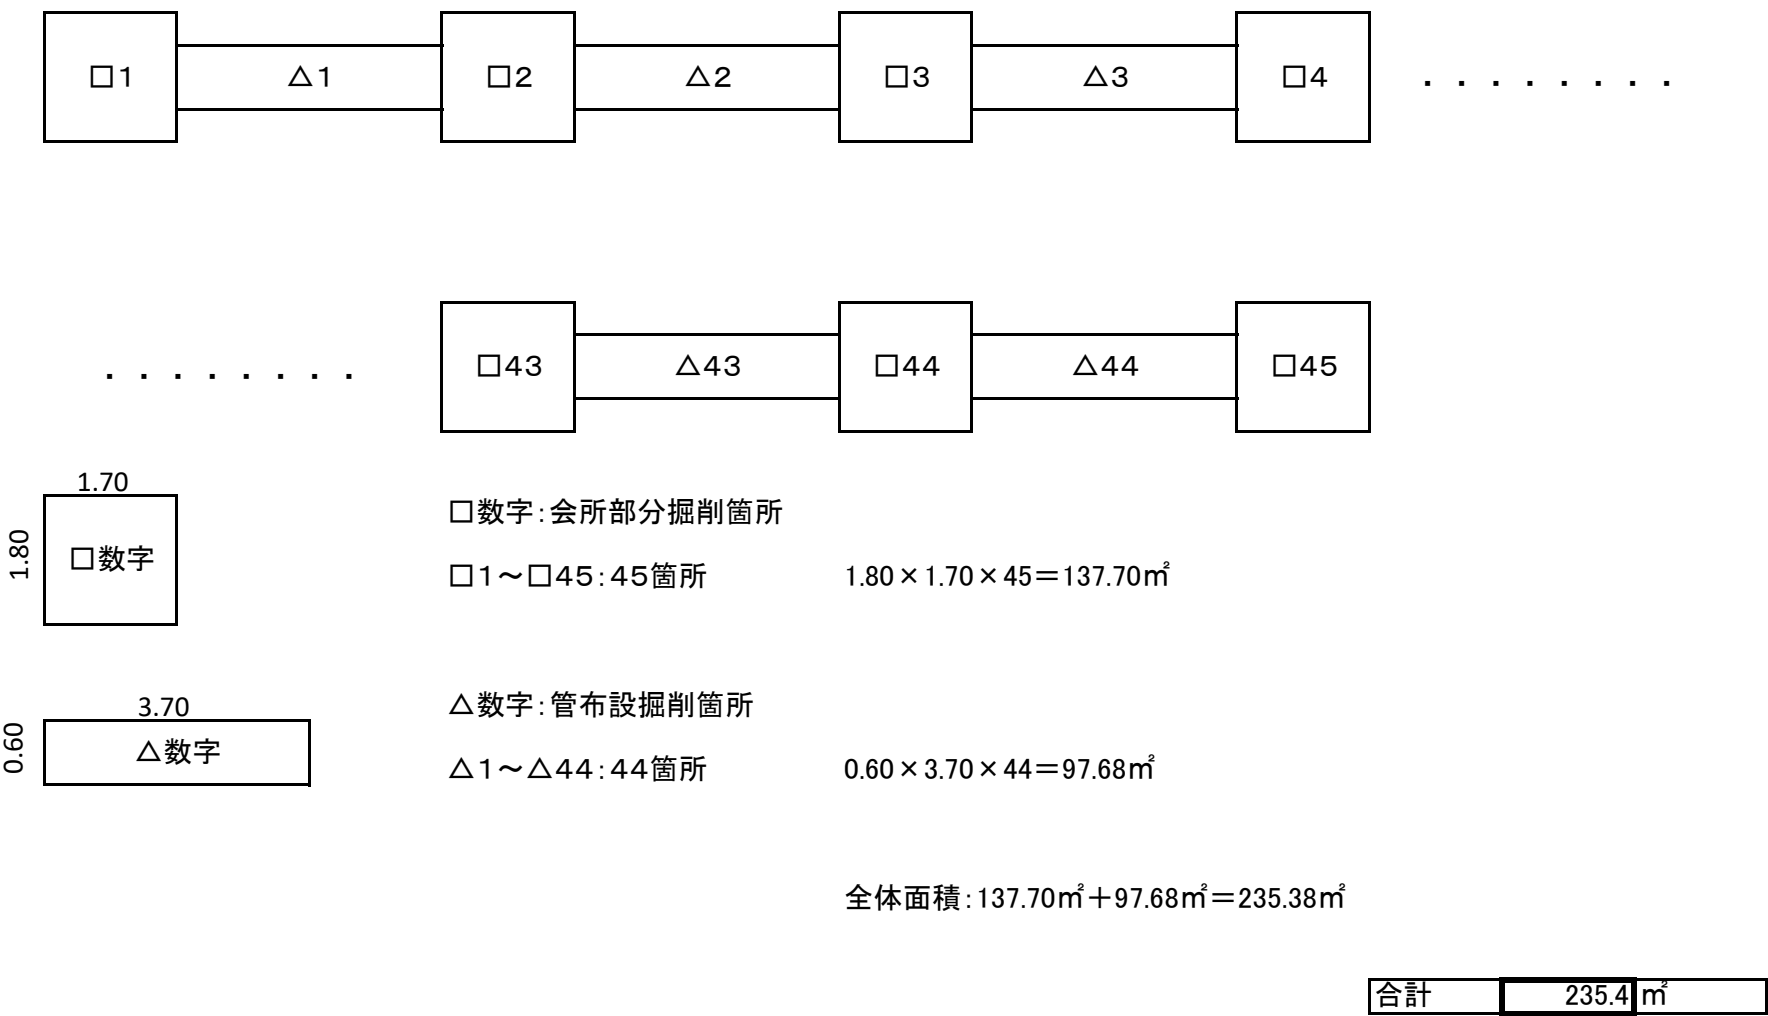 □1 △1 □2 △2 □3 △3 □4 ・・・・・・・・
・・・・・・・・ □43 △43 □44 △44 □45
1.70
1.80
□数字
□数字：会所部分掘削箇所
□1～□45：45箇所 1.80×1.70×45＝137.70㎡
3.70
0.60
△数字
△数字：管布設掘削箇所
△1～△44：44箇所 0.60×3.70×44＝97.68㎡
全体面積：137.70㎡＋97.68㎡＝235.38㎡
合計 235.4 ㎡